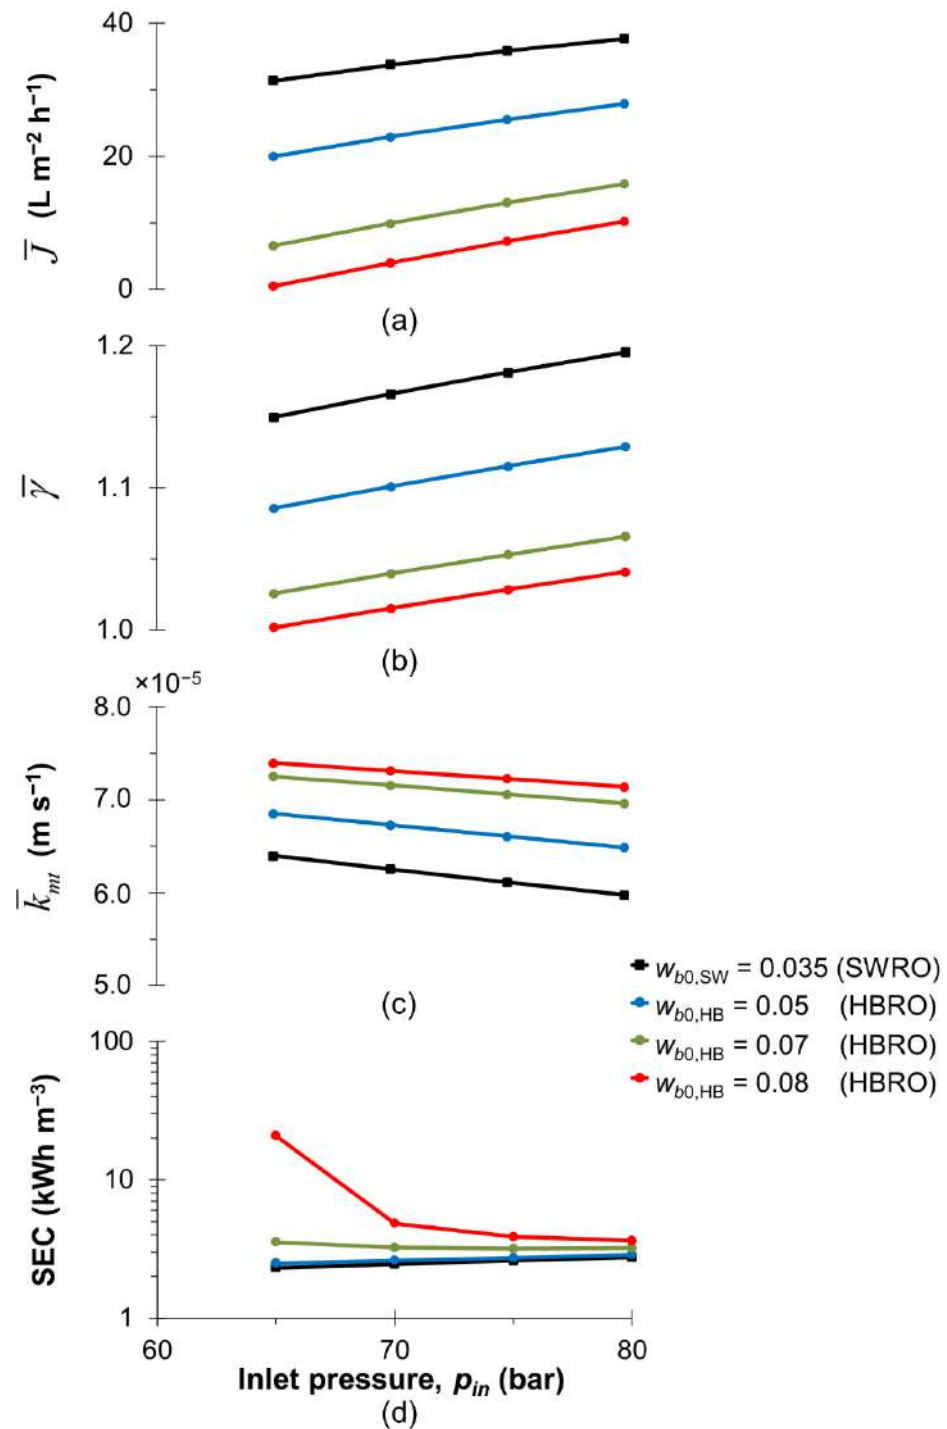 40
20
0
J̅ (L m⁻² h⁻¹)
(a)
1.2
1.1
1.0
γ̅
(b)
×10⁻⁵
8.0
7.0
6.0
5.0
k̅ₘₜ (m s⁻¹)
(c)
w_b0,SW = 0.035 (SWRO)
w_b0,HB = 0.05 (HBRO)
w_b0,HB = 0.07 (HBRO)
w_b0,HB = 0.08 (HBRO)
100
10
1
SEC (kWh m⁻³)
60 70 80
Inlet pressure, p_in (bar)
(d)